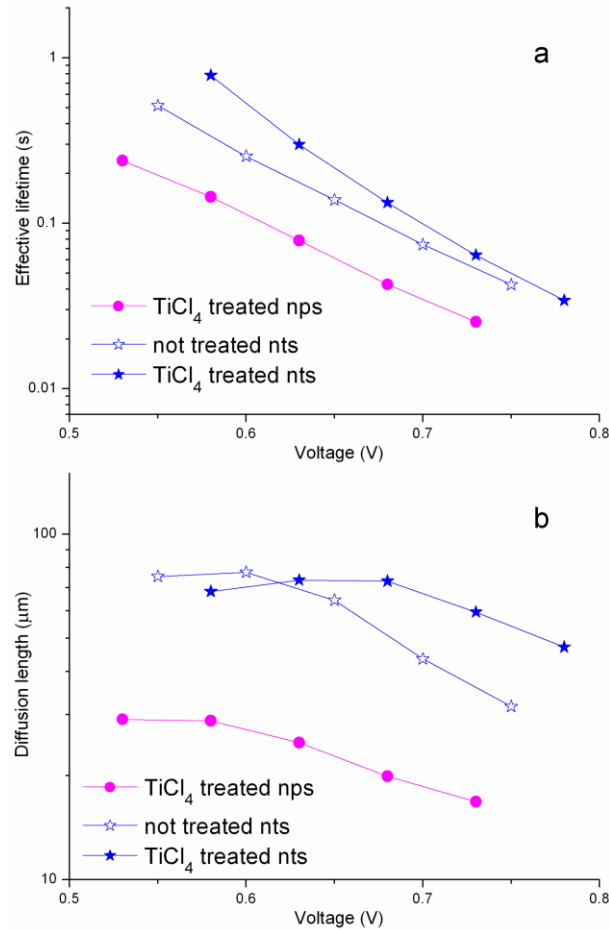 a
1
0.1
0.01
Effective lifetime (s)
TiCl4 treated nps
not treated nts
TiCl4 treated nts
0.5 0.6 0.7 0.8
Voltage (V)
b
100
10
Diffusion length (μm)
TiCl4 treated nps
not treated nts
TiCl4 treated nts
0.5 0.6 0.7 0.8
Voltage (V)